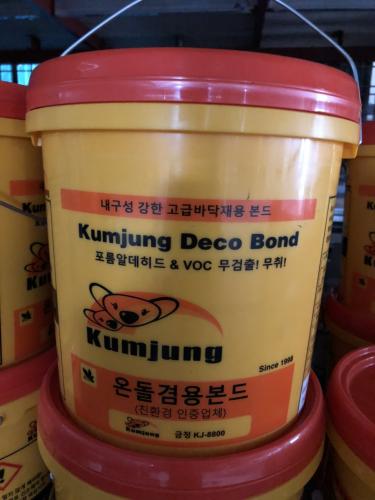 내구성 강한 고급바닥재용 본드
Kumjung Deco Bond
포름알데히드 & VOC 무검출! 무취!
Kumjung
Since 1998
온돌겸용본드
(친환경 인증업체)
Kumjung
금정 KJ-8800